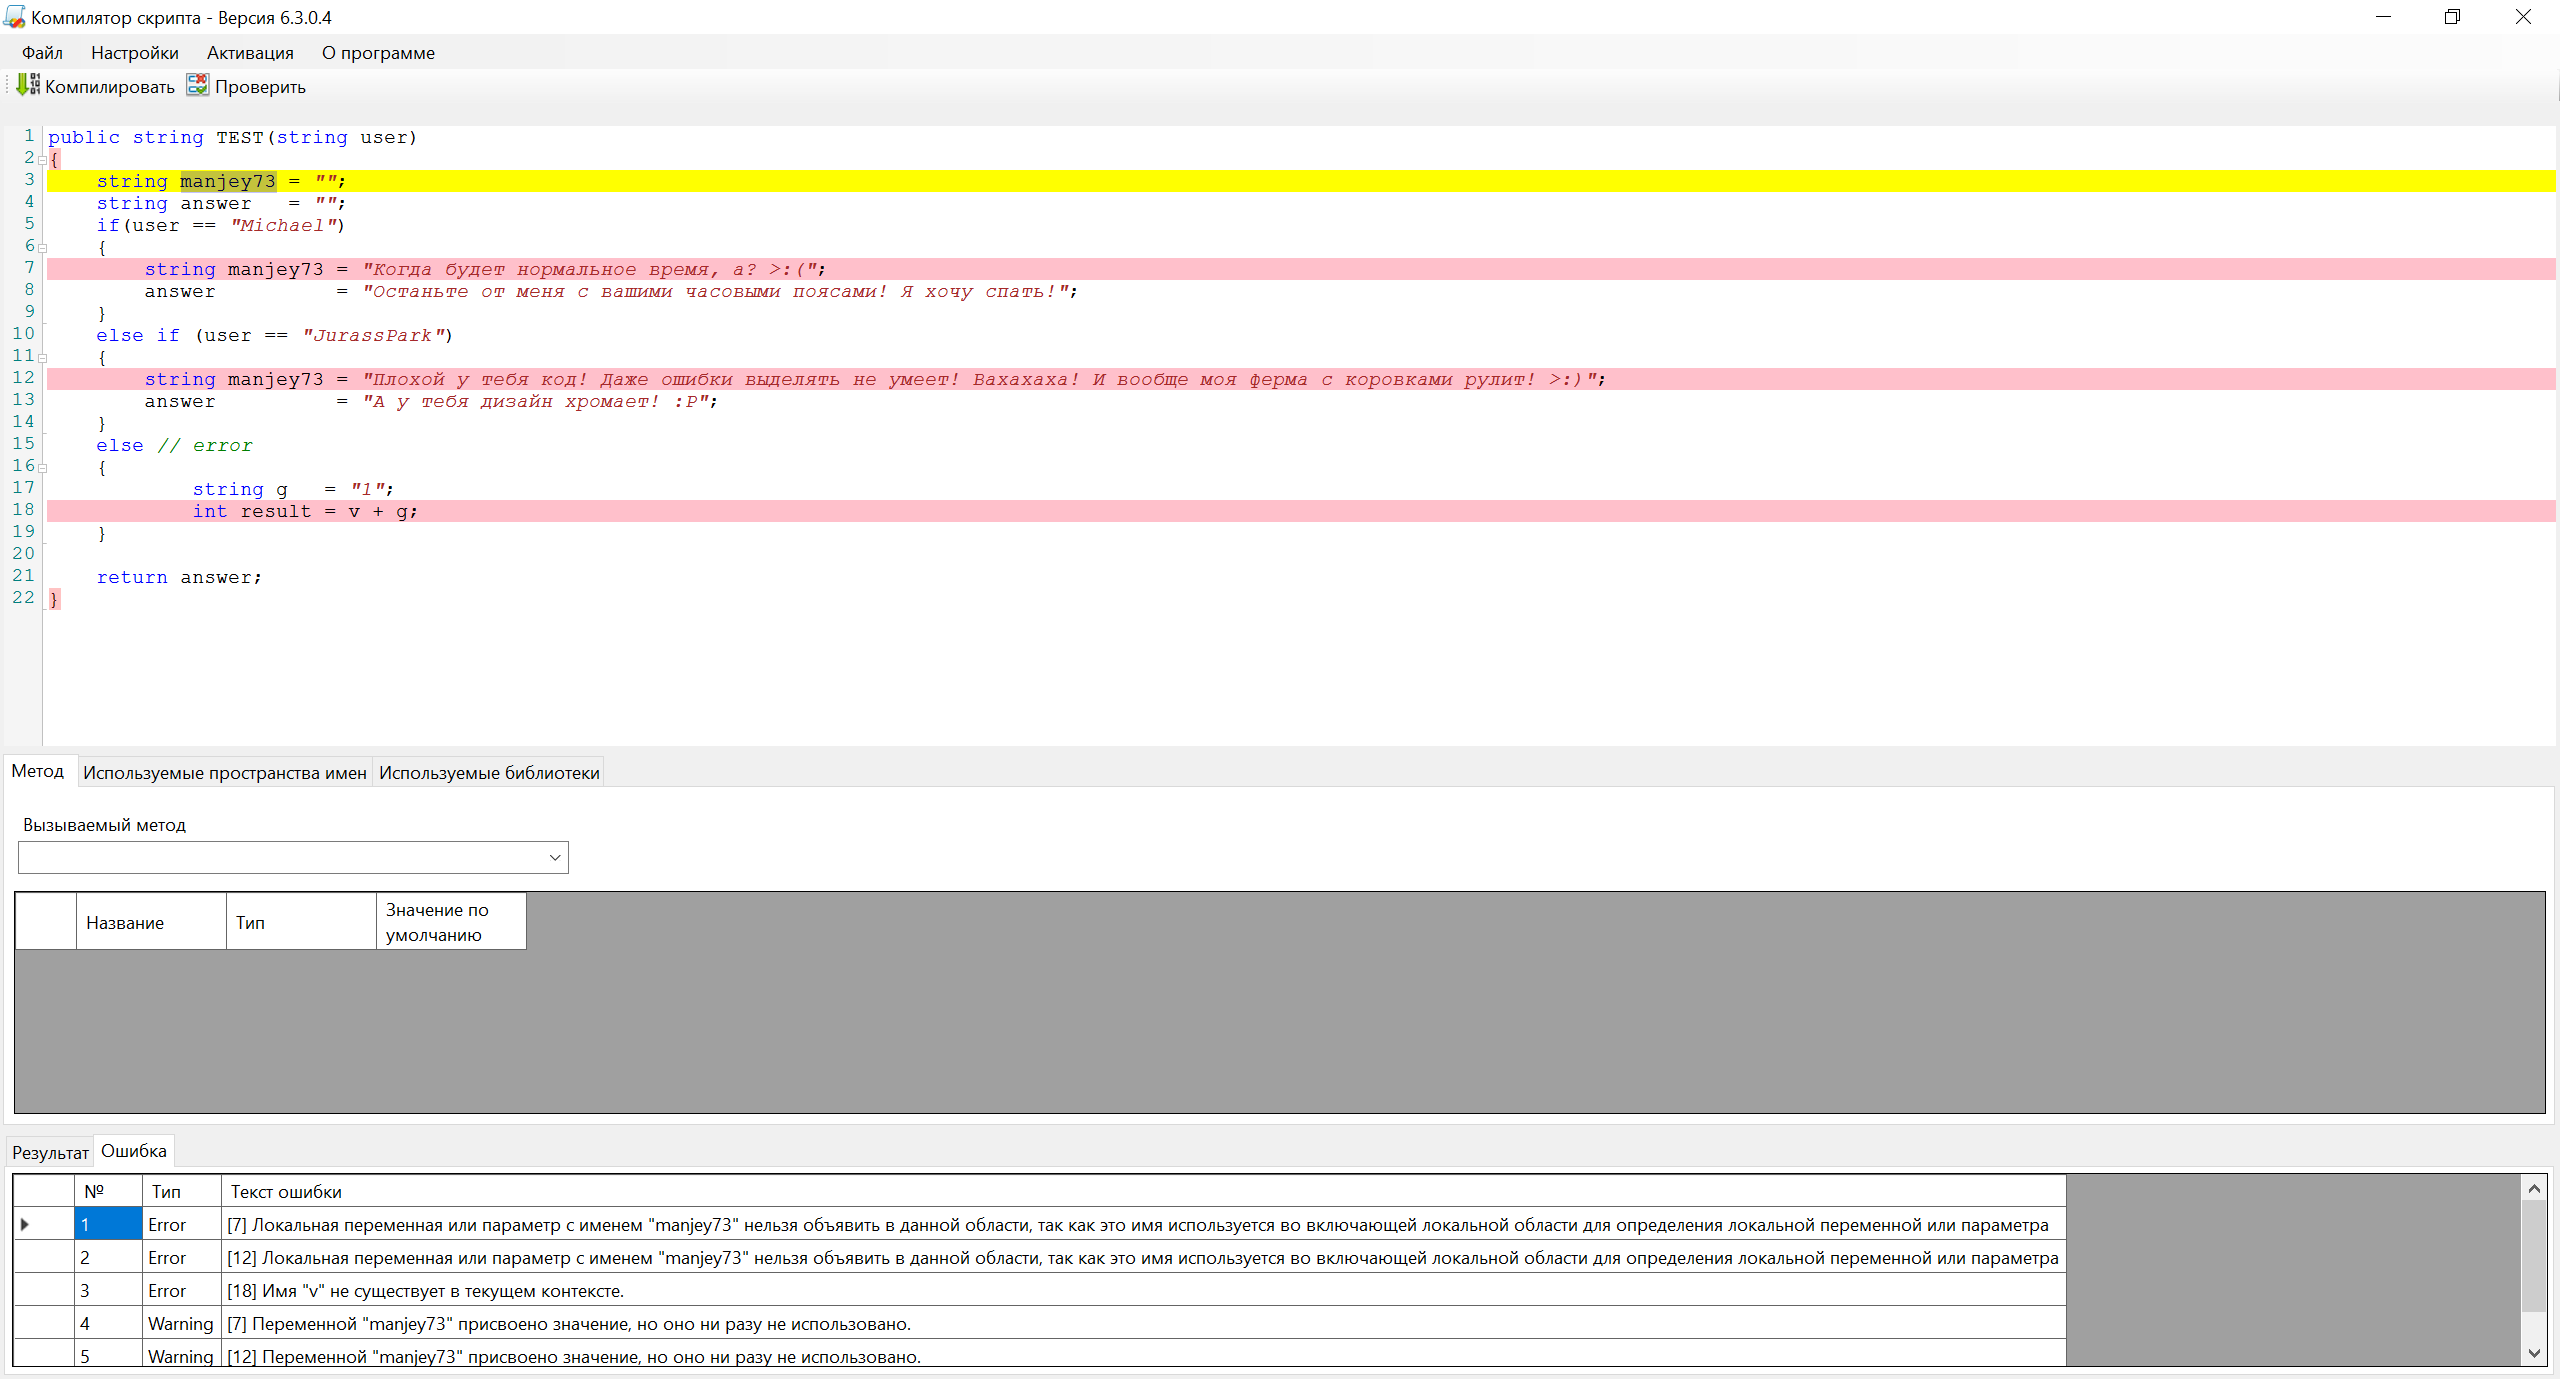 Компилятор скрипта - Версия 6.3.0.4
Файл Настройки Активация О программе
Компилировать Проверить
1 public string TEST(string user)
2 {
3 string manjey73 = "";
4 string answer = "";
5 if(user == "Michael")
6 {
7 string manjey73 = "Когда будет нормальное время, а? >:(";
8 answer = "Останьте от меня с вашими часовыми поясами! Я хочу спать!";
9 }
10 else if (user == "JurassPark")
11 {
12 string manjey73 = "Плохой у тебя код! Даже ошибки выделять не умеет! Вахахаха! И вообще моя ферма с коровками рулит! >:)";
13 answer = "А у тебя дизайн хромает! :P";
14 }
15 else // error
16 {
17 string g = "1";
18 int result = v + g;
19 }
20
21 return answer;
22 }
Метод Используемые пространства имен Используемые библиотеки
Вызываемый метод
Название Тип Значение по умолчанию
Результат Ошибка
№ Тип Текст ошибки
1 Error [7] Локальная переменная или параметр с именем "manjey73" нельзя объявить в данной области, так как это имя используется во включающей локальной области для определения локальной переменной или параметра
2 Error [12] Локальная переменная или параметр с именем "manjey73" нельзя объявить в данной области, так как это имя используется во включающей локальной области для определения локальной переменной или параметра
3 Error [18] Имя "v" не существует в текущем контексте.
4 Warning [7] Переменной "manjey73" присвоено значение, но оно ни разу не использовано.
5 Warning [12] Переменной "manjey73" присвоено значение, но оно ни разу не использовано.